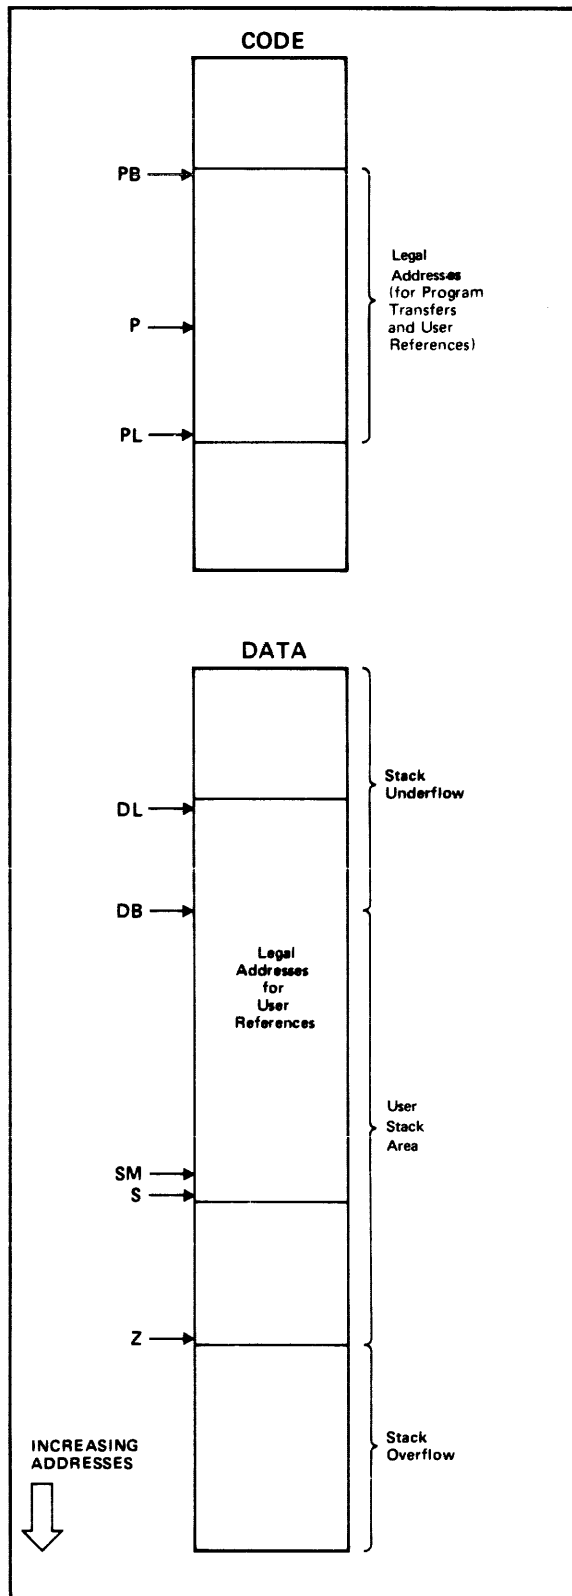 CODE
PB
Legal
Addresses
(for Program
Transfers
and User
References)
P
PL
DATA
Stack
Underflow
DL
DB
Legal
Addresses
for
User
References
User
Stack
Area
SM
S
Z
Stack
Overflow
INCREASING
ADDRESSES